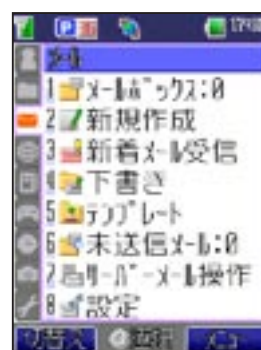 メール
1 メールボックス:0
2 新規作成
3 新着メール受信
4 下書き
5 テンプレート
6 未送信メール:0
7 サーバーメール操作
8 設定
切替え 選択 メニュー